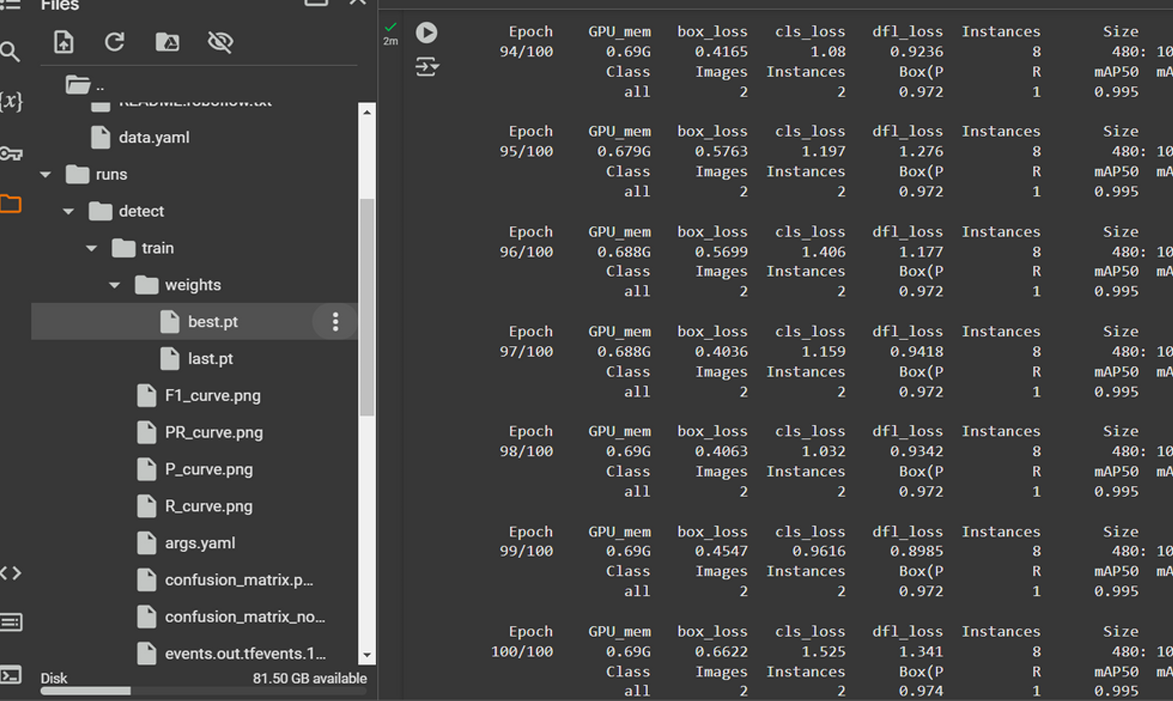 Files
..
README.roboflow.txt
data.yaml
runs
detect
train
weights
best.pt
last.pt
F1_curve.png
PR_curve.png
P_curve.png
R_curve.png
args.yaml
confusion_matrix.p...
confusion_matrix_no...
events.out.tfevents.1...
Disk 81.50 GB available
{x}
2m
Epoch GPU_mem box_loss cls_loss dfl_loss Instances Size
94/100 0.69G 0.4165 1.08 0.9236 8 480: 10
Class Images Instances Box(P R mAP50 mA
all 2 2 0.972 1 0.995
Epoch GPU_mem box_loss cls_loss dfl_loss Instances Size
95/100 0.679G 0.5763 1.197 1.276 8 480: 10
Class Images Instances Box(P R mAP50 mA
all 2 2 0.972 1 0.995
Epoch GPU_mem box_loss cls_loss dfl_loss Instances Size
96/100 0.688G 0.5699 1.406 1.177 8 480: 10
Class Images Instances Box(P R mAP50 mA
all 2 2 0.972 1 0.995
Epoch GPU_mem box_loss cls_loss dfl_loss Instances Size
97/100 0.688G 0.4036 1.159 0.9418 8 480: 10
Class Images Instances Box(P R mAP50 mA
all 2 2 0.972 1 0.995
Epoch GPU_mem box_loss cls_loss dfl_loss Instances Size
98/100 0.69G 0.4063 1.032 0.9342 8 480: 10
Class Images Instances Box(P R mAP50 mA
all 2 2 0.972 1 0.995
Epoch GPU_mem box_loss cls_loss dfl_loss Instances Size
99/100 0.69G 0.4547 0.9616 0.8985 8 480: 10
Class Images Instances Box(P R mAP50 mA
all 2 2 0.972 1 0.995
Epoch GPU_mem box_loss cls_loss dfl_loss Instances Size
100/100 0.69G 0.6622 1.525 1.341 8 480: 10
Class Images Instances Box(P R mAP50 mA
all 2 2 0.974 1 0.995